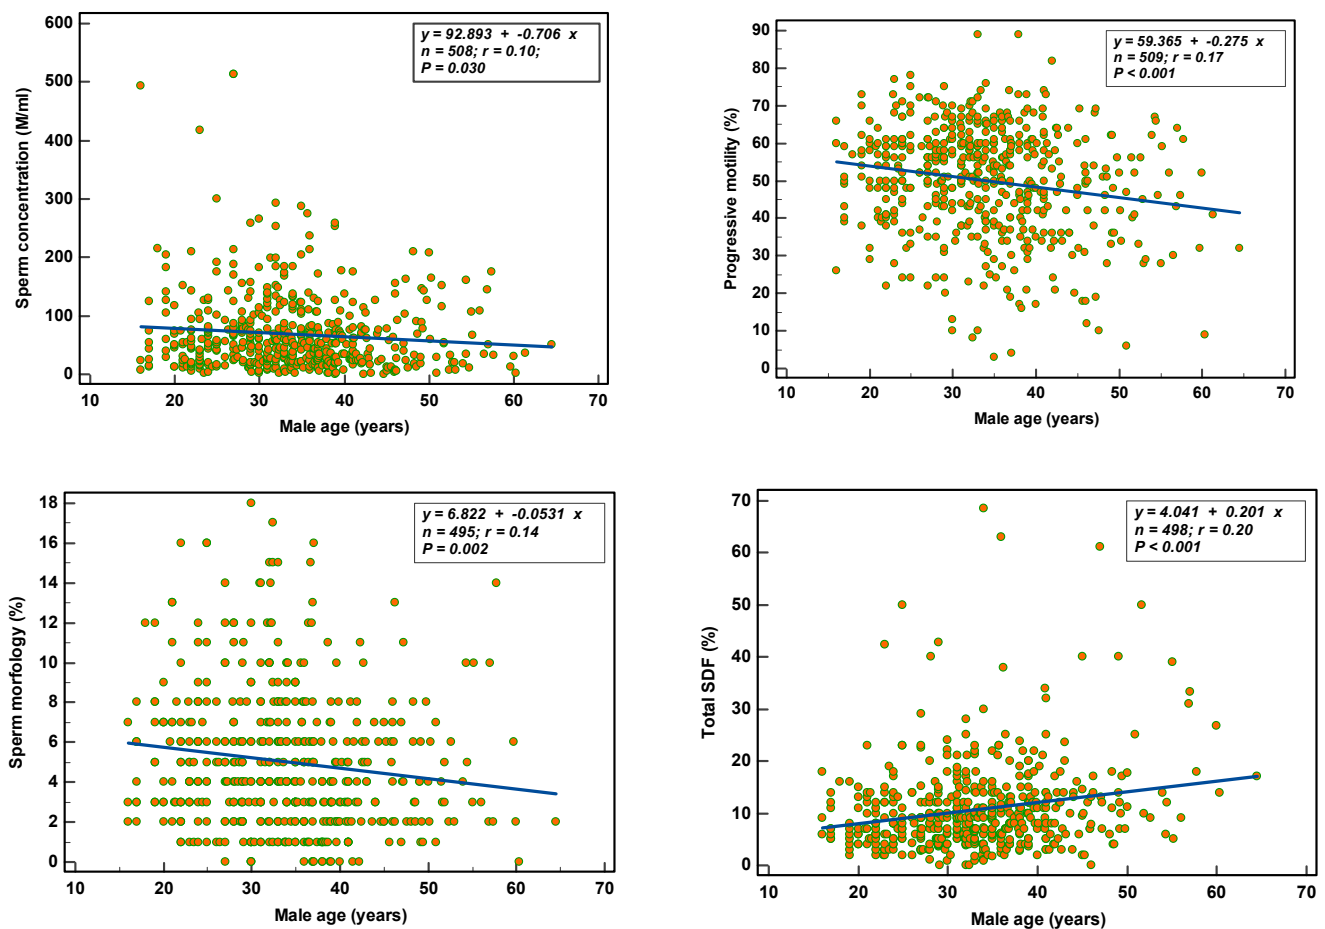 600
500
400
300
200
100
0
Sperm concentration (M/ml)
y = 92.893 + -0.706 x
n = 508; r = 0.10;
P = 0.030
10 20 30 40 50 60 70
Male age (years)
90
80
70
60
50
40
30
20
10
0
Progressive motility (%)
y = 59.365 + -0.275 x
n = 509; r = 0.17
P < 0.001
10 20 30 40 50 60 70
Male age (years)
18
16
14
12
10
8
6
4
2
0
Sperm morfology (%)
y = 6.822 + -0.0531 x
n = 495; r = 0.14
P = 0.002
10 20 30 40 50 60 70
Male age (years)
70
60
50
40
30
20
10
0
Total SDF (%)
y = 4.041 + 0.201 x
n = 498; r = 0.20
P < 0.001
10 20 30 40 50 60 70
Male age (years)